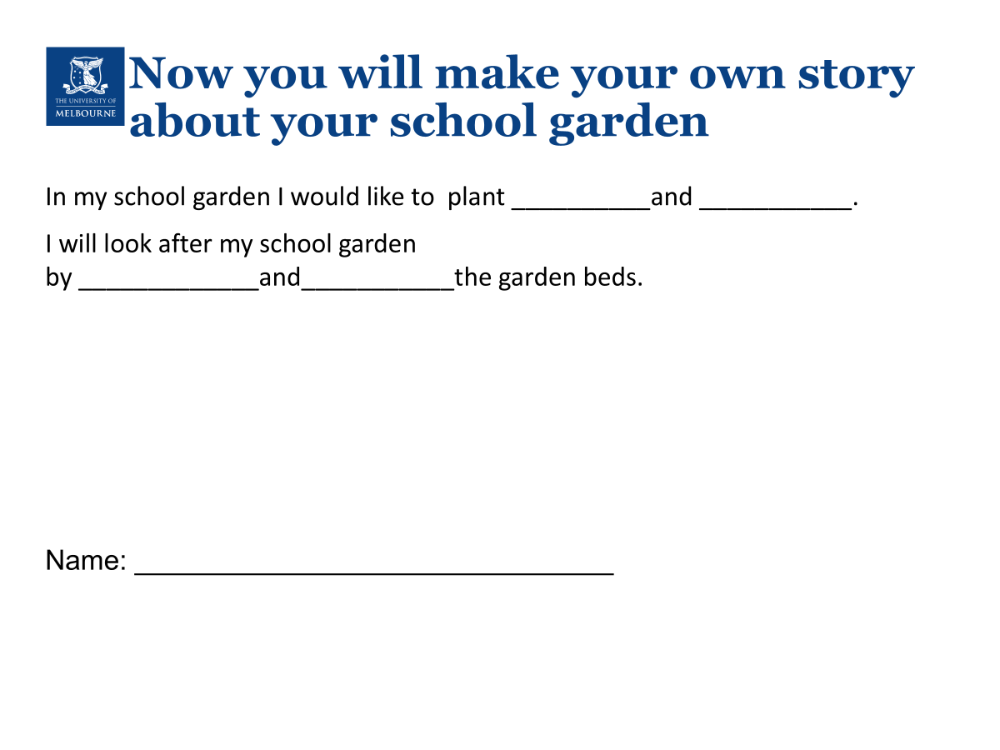 THE UNIVERSITY OF
MELBOURNE
Now you will make your own story
about your school garden
In my school garden I would like to  plant __________and ___________.
I will look after my school garden
by _____________and___________the garden beds.
Name: _______________________________